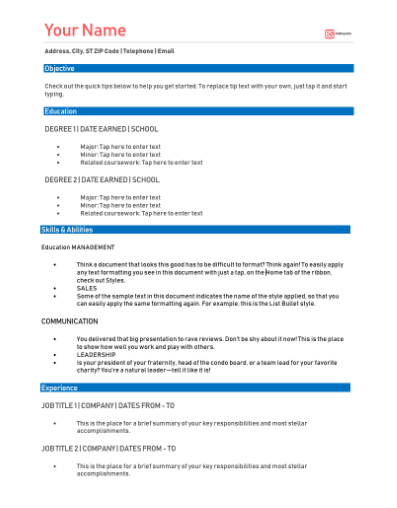 Your Name
Address, City, ST ZIP Code | Telephone | Email
Objective
Check out the quick tips below to help you get started. To replace tip text with your own, just tap it and start
typing.
Education
DEGREE 1 | DATE EARNED | SCHOOL
• Major: Tap here to enter text
• Minor: Tap here to enter text
• Related coursework: Tap here to enter text
DEGREE 2 | DATE EARNED | SCHOOL
• Major: Tap here to enter text
• Minor: Tap here to enter text
• Related coursework: Tap here to enter text
Skills & Abilities
Education MANAGEMENT
• Think a document that looks this good has to be difficult to format? Think again! To easily apply
any text formatting you see in this document with just a tap, on the Home tab of the ribbon,
check out Styles.
• SALES
• Some of the sample text in this document indicates the name of the style applied, so that you
can easily apply the same formatting again. For example, this is the List Bullet style.
COMMUNICATION
• You delivered that big presentation to rave reviews. Don't be shy about it now! This is the place
to show how well you work and play with others.
• LEADERSHIP
• Is your president of your fraternity, head of the condo board, or a team lead for your favorite
charity? You're a natural leader—tell it like it is!
Experience
JOB TITLE 1 | COMPANY | DATES FROM - TO
• This is the place for a brief summary of your key responsibilities and most stellar
accomplishments.
JOB TITLE 2 | COMPANY | DATES FROM - TO
• This is the place for a brief summary of your key responsibilities and most stellar
accomplishments.